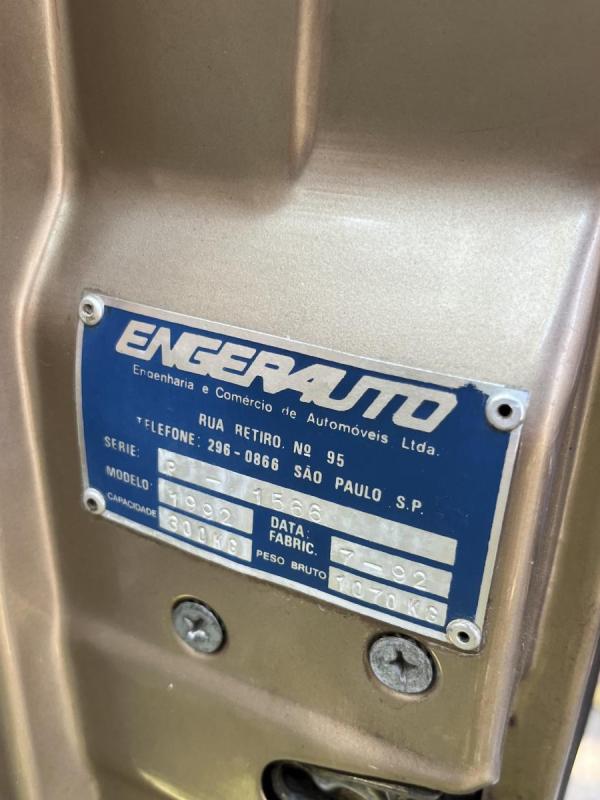 ENGERAUTO
Engenharia e Comércio de Automóveis Ltda.
RUA RETIRO. Nº 95
TELEFONE: 296-0866 SÃO PAULO S.P.
SERIE: P - 1566
MODELO: 1992 DATA: FABRIC. 7-92
CAPACIDADE 300KG PESO BRUTO 1070KG